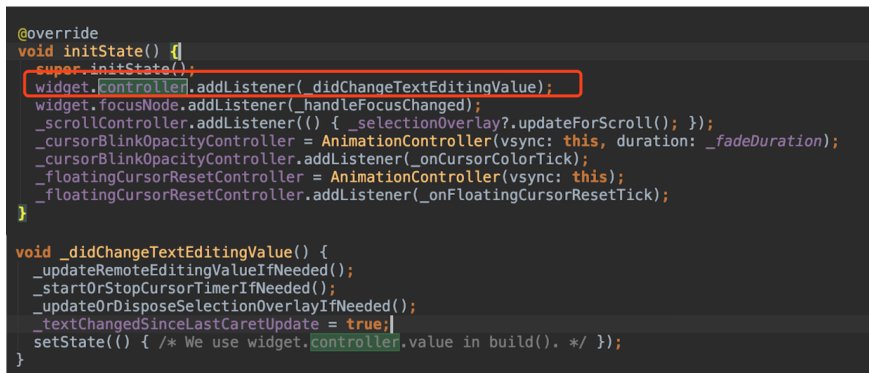 @override
void initState() {
super.initState();
widget.controller.addListener(_didChangeTextEditingValue);
widget.focusNode.addListener(_handleFocusChanged);
_scrollController.addListener(() { _selectionOverlay?.updateForScroll(); });
_cursorBlinkOpacityController = AnimationController(vsync: this, duration: _fadeDuration);
_cursorBlinkOpacityController.addListener(_onCursorColorTick);
_floatingCursorResetController = AnimationController(vsync: this);
_floatingCursorResetController.addListener(_onFloatingCursorResetTick);
}
void _didChangeTextEditingValue() {
_updateRemoteEditingValueIfNeeded();
_startOrStopCursorTimerIfNeeded();
_updateOrDisposeSelectionOverlayIfNeeded();
_textChangedSinceLastCaretUpdate = true;
setState(() { /* We use widget.controller.value in build(). */ });
}